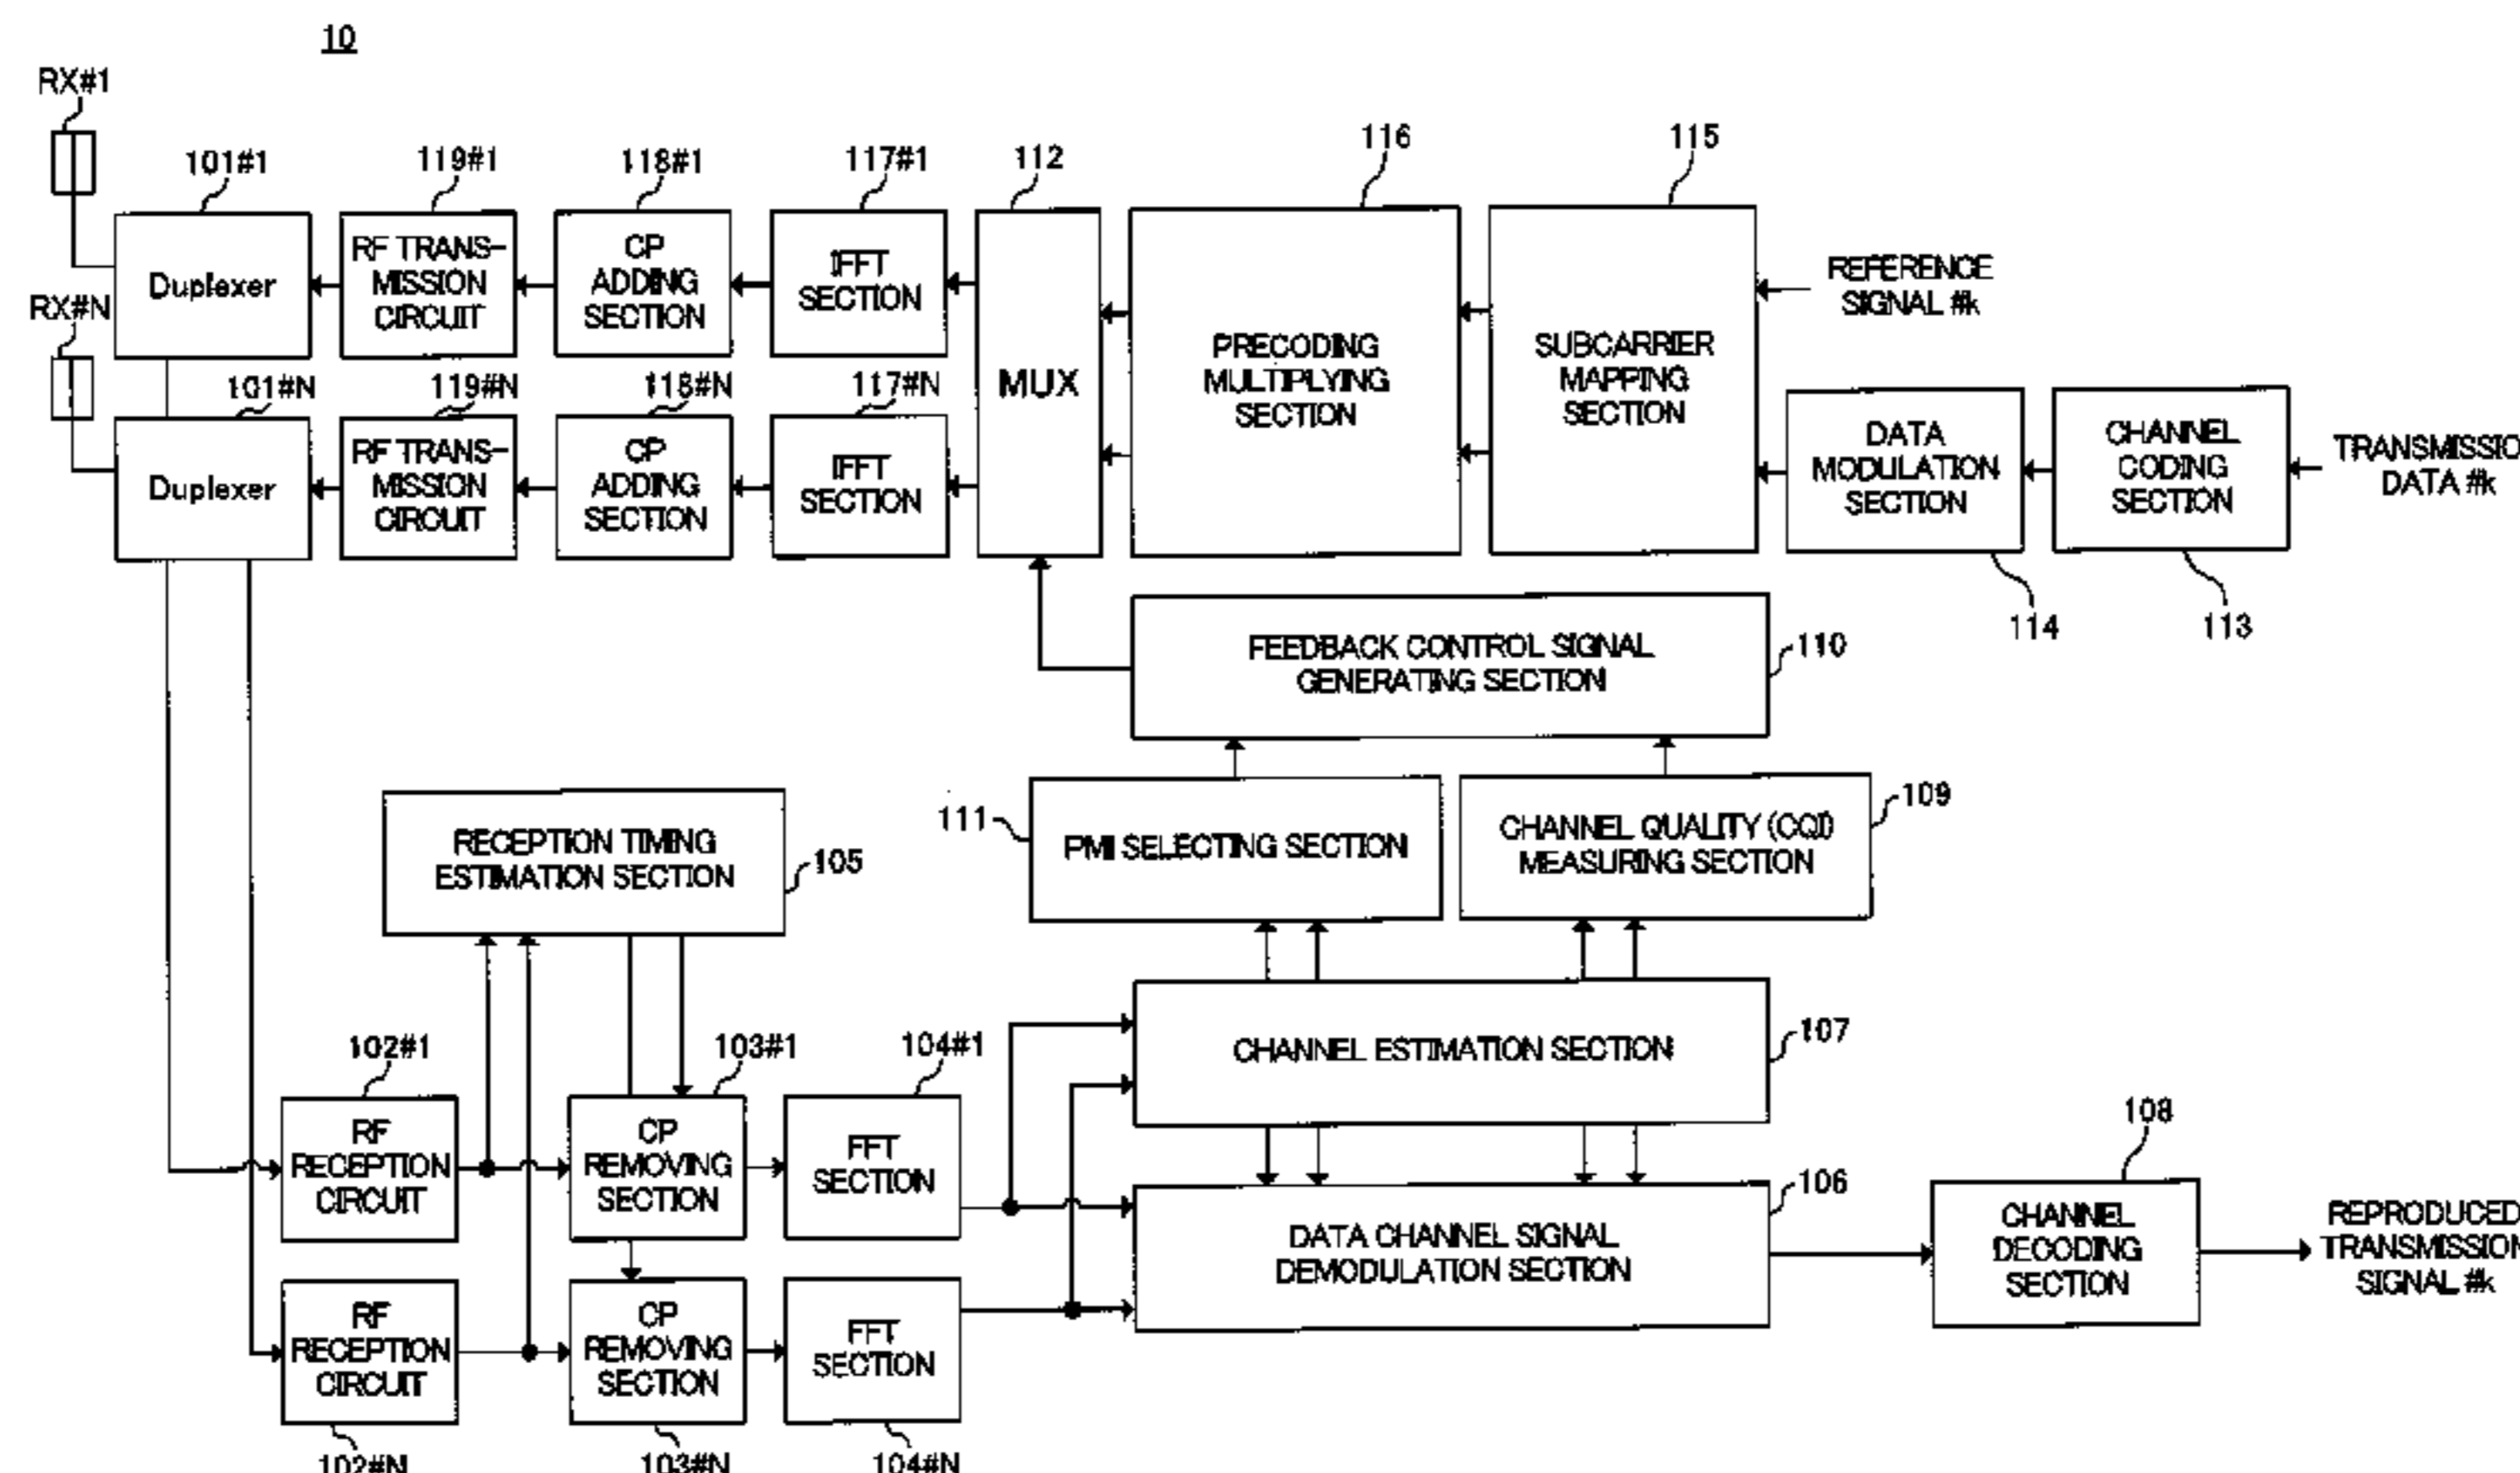 10
RX#1
101#1
119#1
118#1
117#1
112
116
115
Duplexer
RF TRANS-
MISSION
CIRCUIT
CP
ADDING
SECTION
IFFT
SECTION
MUX
PRECODING
MULTIPLYING
SECTION
SUBCARRIER
MAPPING
SECTION
REFERENCE
SIGNAL #k
RX#N
101#N
119#N
118#N
117#N
Duplexer
RF TRANS-
MISSION
CIRCUIT
CP
ADDING
SECTION
IFFT
SECTION
DATA
MODULATION
SECTION
CHANNEL
CODING
SECTION
TRANSMISSIO
DATA #k
114
113
FEEDBACK CONTROL SIGNAL
GENERATING SECTION
110
RECEPTION TIMING
ESTIMATION SECTION
105
111
PMI SELECTING SECTION
CHANNEL QUALITY (CQI)
MEASURING SECTION
109
102#1
103#1
104#1
CHANNEL ESTIMATION SECTION
107
RF
RECEPTION
CIRCUIT
CP
REMOVING
SECTION
FFT
SECTION
DATA CHANNEL SIGNAL
DEMODULATION SECTION
106
108
CHANNEL
DECODING
SECTION
REPRODUCED
TRANSMISSION
SIGNAL #k
RF
RECEPTION
CIRCUIT
CP
REMOVING
SECTION
FFT
SECTION
102#N
103#N
104#N